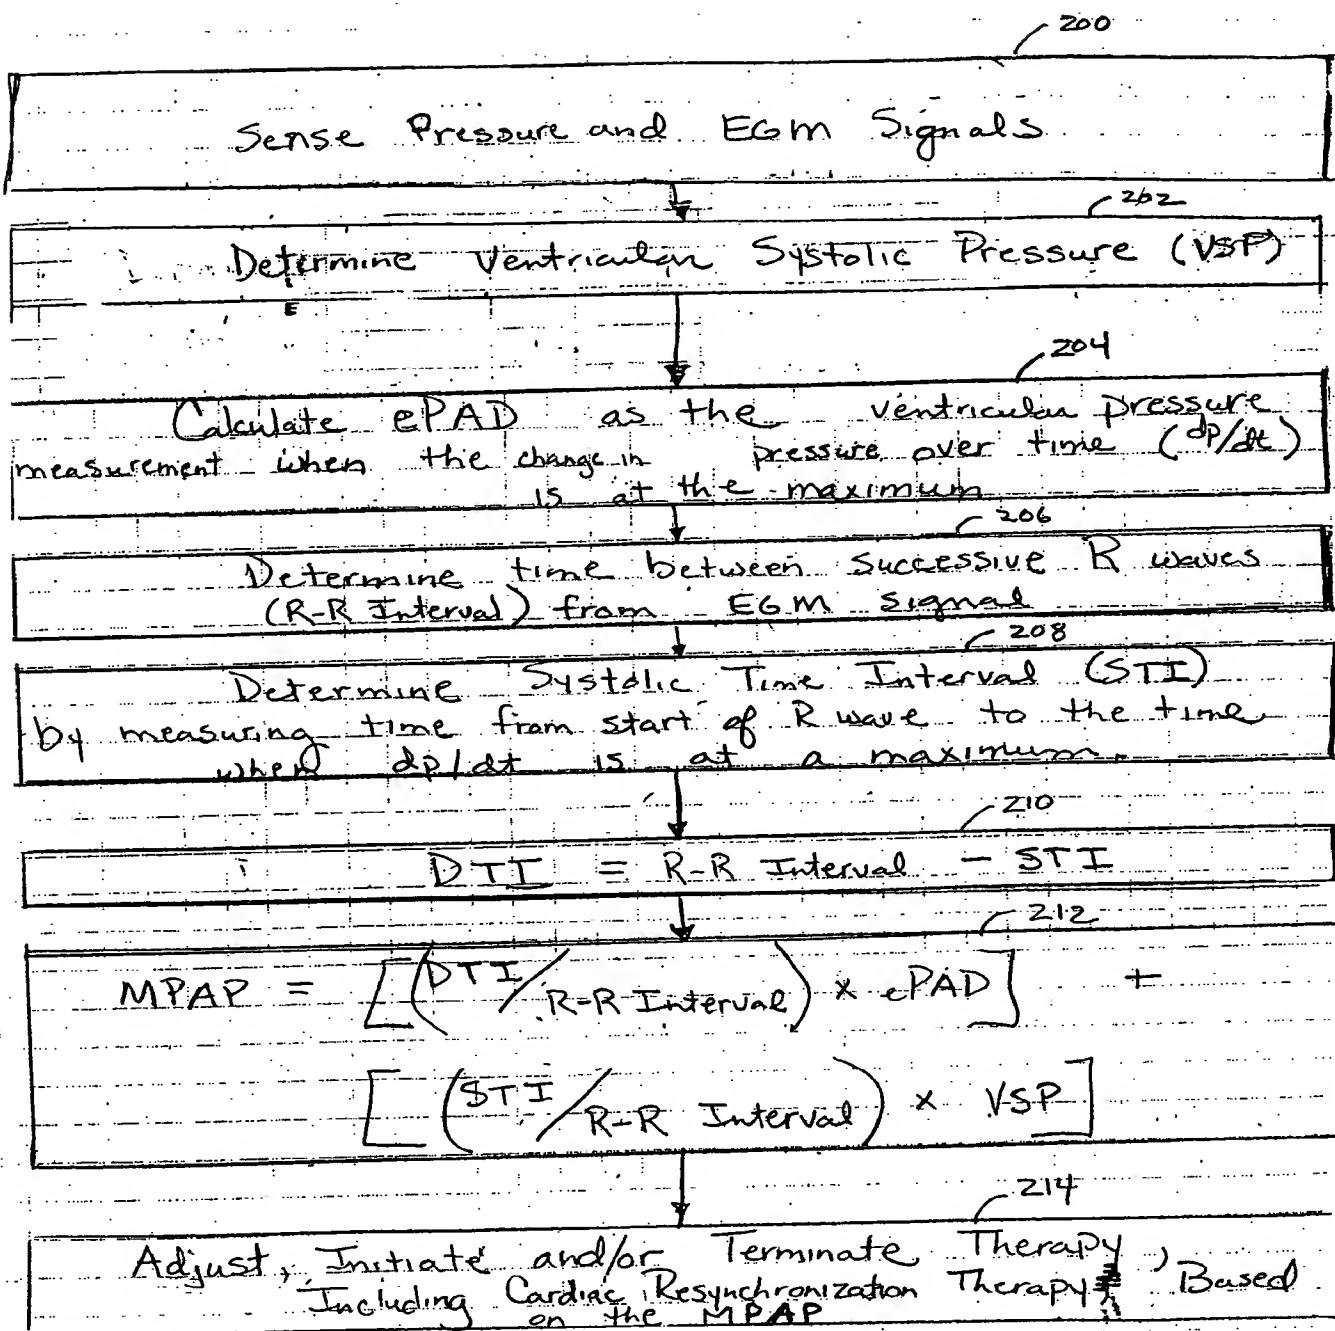 200
Sense Pressure and EGM Signals
202
Determine Ventricular Systolic Pressure (VSP)
204
Calculate ePAD as the ventricular pressure
measurement when the change in pressure over time (dp/dt)
is at the maximum
206
Determine time between successive R waves
(R-R Interval) from EGM signal
208
Determine Systolic Time Interval (STI)
by measuring time from start of R wave to the time
when dp/dt is at a maximum.
210
DTI = R-R Interval - STI
212
MPAP = [(DTI/R-R Interval) x ePAD] +
[(STI/R-R Interval) x VSP]
214
Adjust, Initiate and/or Terminate Therapy,
Including Cardiac Resynchronization Therapy, Based
on the MPAP